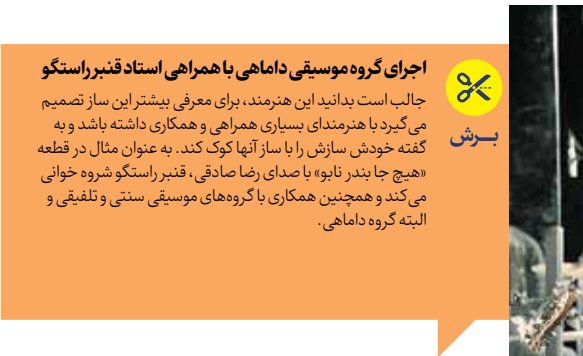 اجرای گروه موسیقی داماهی با همراهی استاد قنبر راستگو
جالب است بدانید این هنرمند، برای معرفی بیشتر این ساز تصمیم
می‌گیرد با هنرمندای بسیاری همراهی و همکاری داشته باشد و به
گفته خودش سازش را با ساز آنها کوک کند. به عنوان مثال در قطعه
«هیچ جا بندر نابو» با صدای رضا صادقی، قنبر راستگو شروه خوانی
می‌کند و همچنین همکاری با گروه‌های موسیقی سنتی و تلفیقی و
البته گروه داماهی.
بــرش